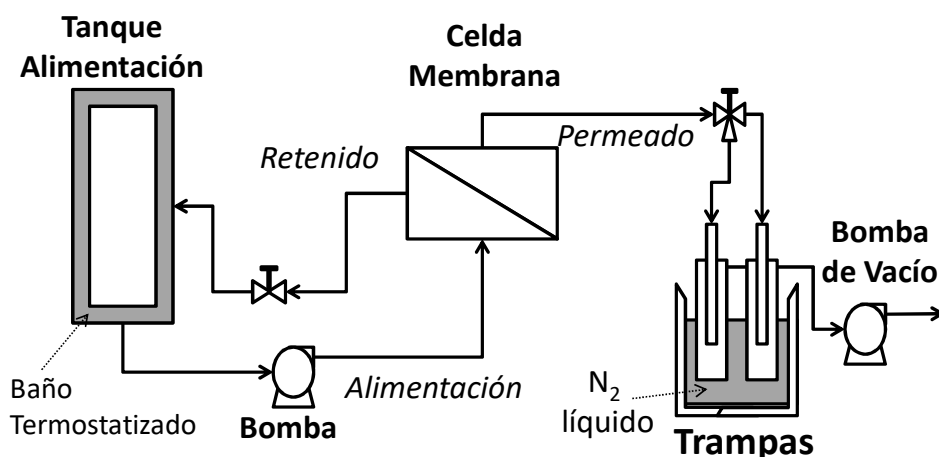 Tanque
Alimentación
Celda
Membrana
Retenido
Permeado
Bomba
de Vacío
Baño
Termostatizado
Bomba
Alimentación
N₂
líquido
Trampas